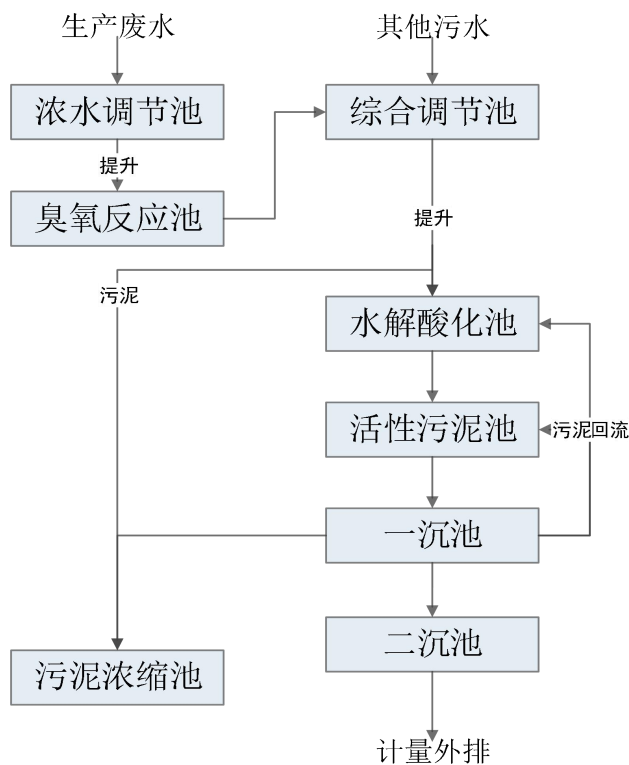 生产废水
其他污水
浓水调节池
综合调节池
提升
臭氧反应池
提升
污泥
水解酸化池
活性污泥池
污泥回流
一沉池
二沉池
污泥浓缩池
计量外排